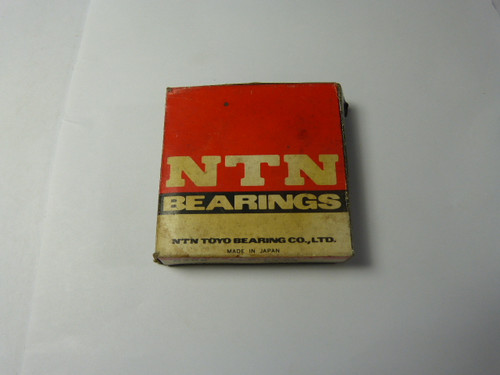 NTN
BEARINGS
NTN TOYO BEARING CO., LTD.
MADE IN JAPAN